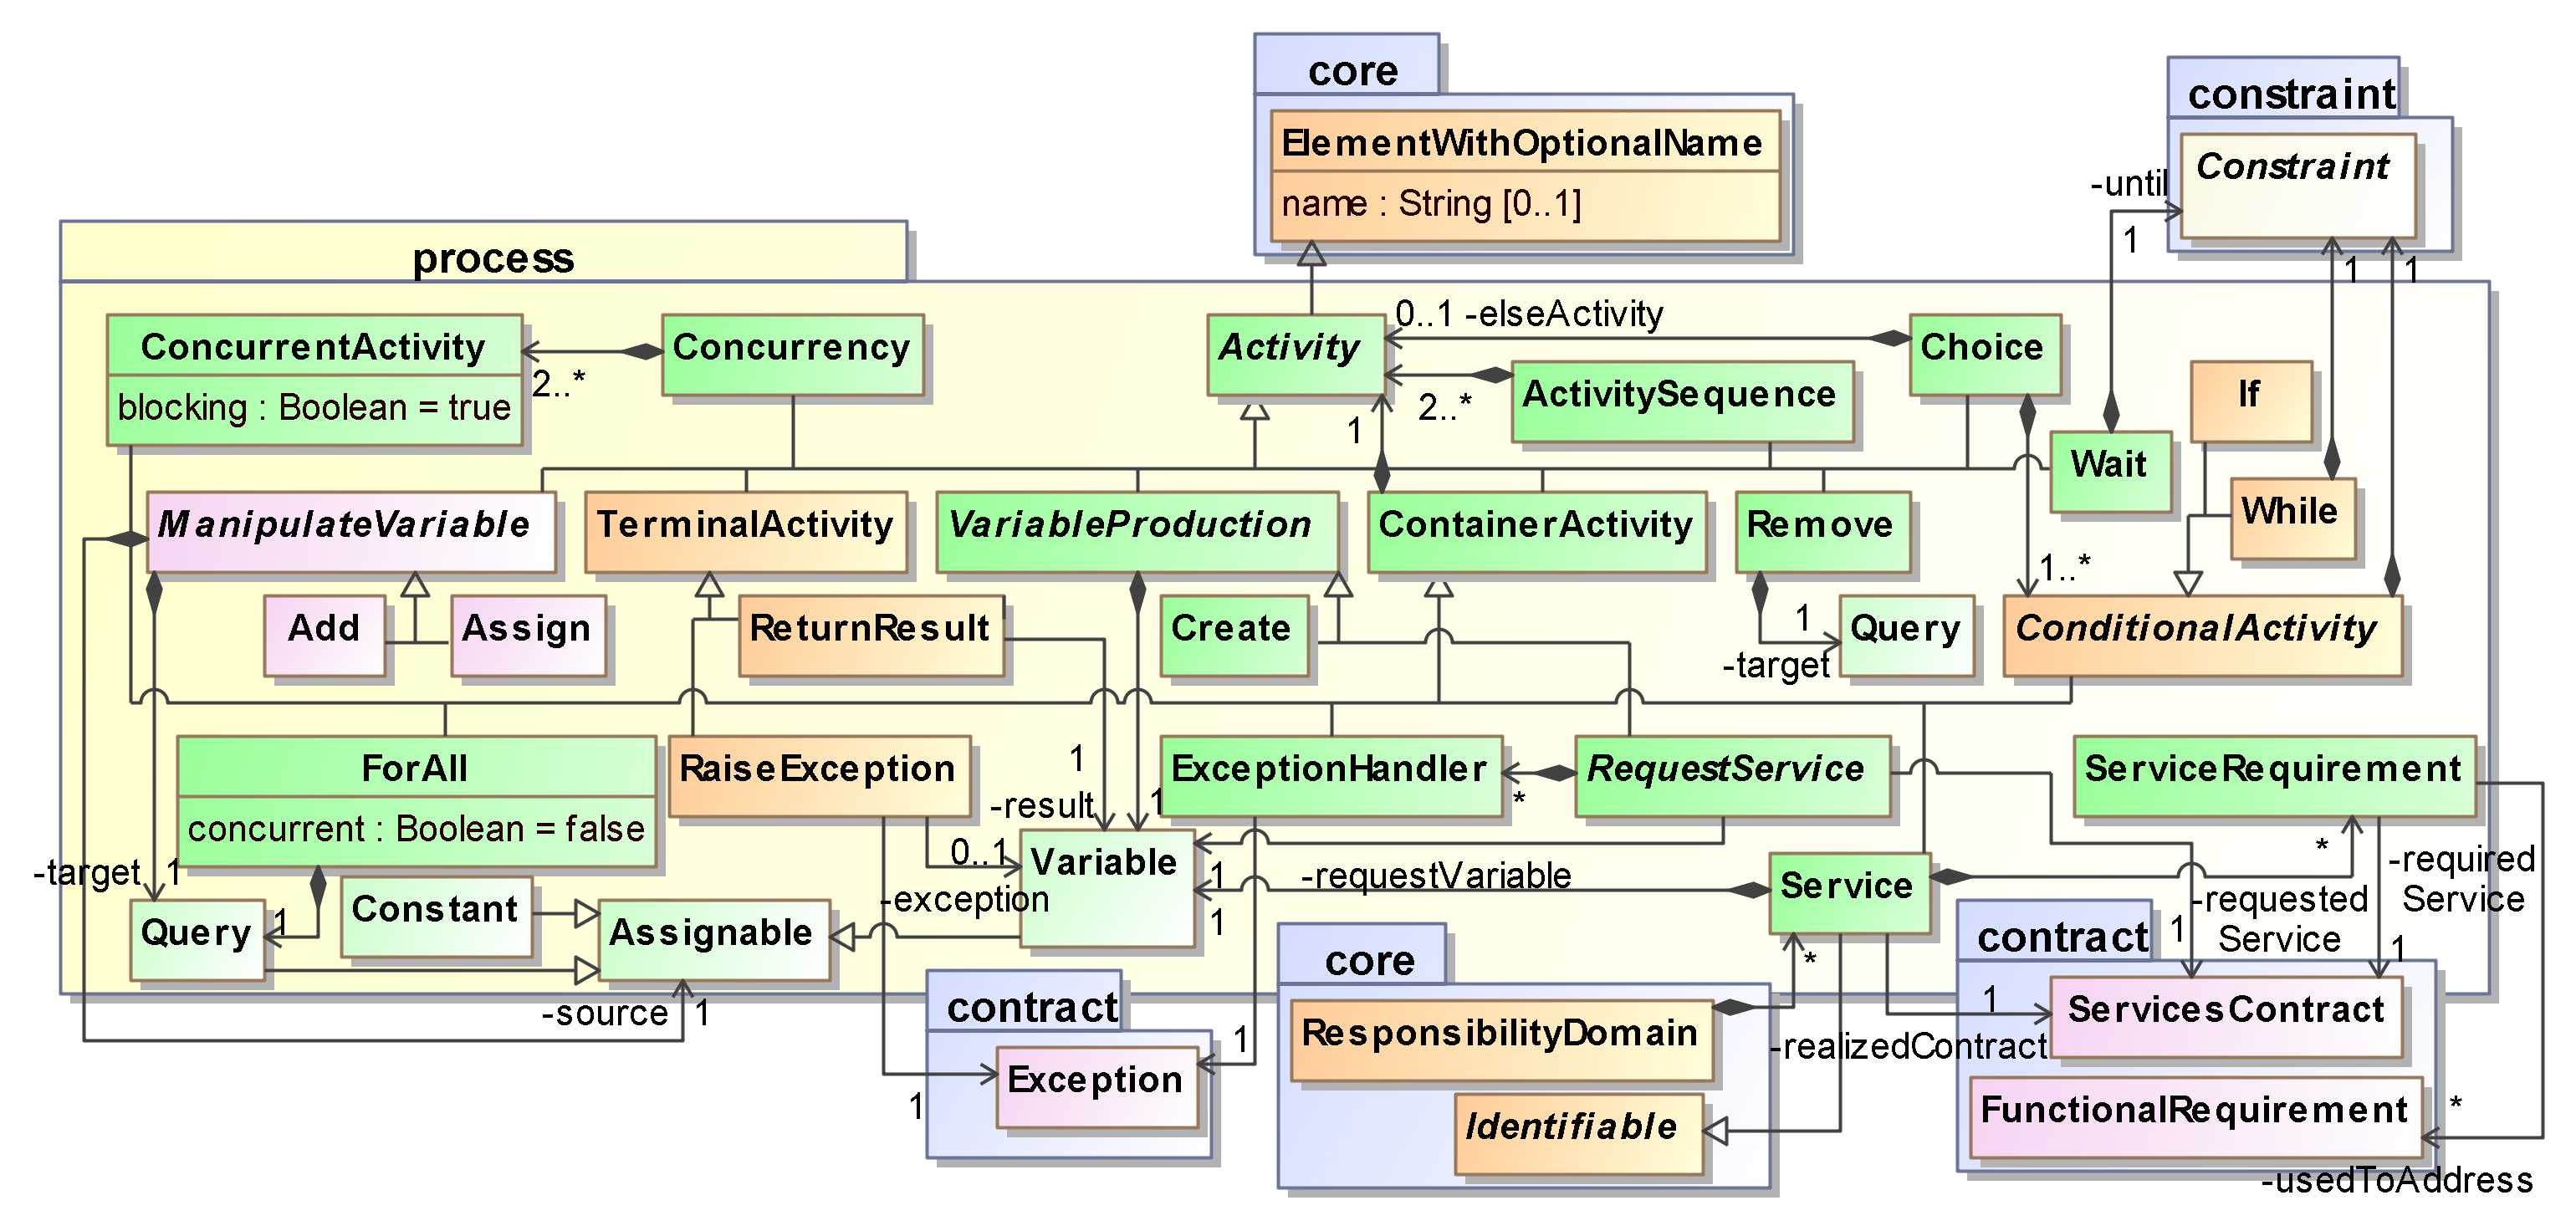 core
constraint
ElementWithOptionalName
name : String [0..1]
Constraint
-until
1
1
1
process
ConcurrentActivity
blocking : Boolean = true
2..*
Concurrency
Activity
0..1 -elseActivity
Choice
2..*
ActivitySequence
1
If
Wait
While
ManipulateVariable
TerminalActivity
VariableProduction
ContainerActivity
Remove
1..*
Add
Assign
ReturnResult
Create
1
-target
Query
ConditionalActivity
ForAll
concurrent : Boolean = false
RaiseException
1
-result
1
ExceptionHandler
*
RequestService
ServiceRequirement
-target
1
0..1
-exception
Variable
1
-requestVariable
1
Service
*
-required
Service
-requested
Service
1
1
Query
1
Constant
Assignable
-source
1
contract
Exception
1
1
core
ResponsibilityDomain
*
-realizedContract
1
Identifiable
contract
ServicesContract
FunctionalRequirement
*
-usedToAddress